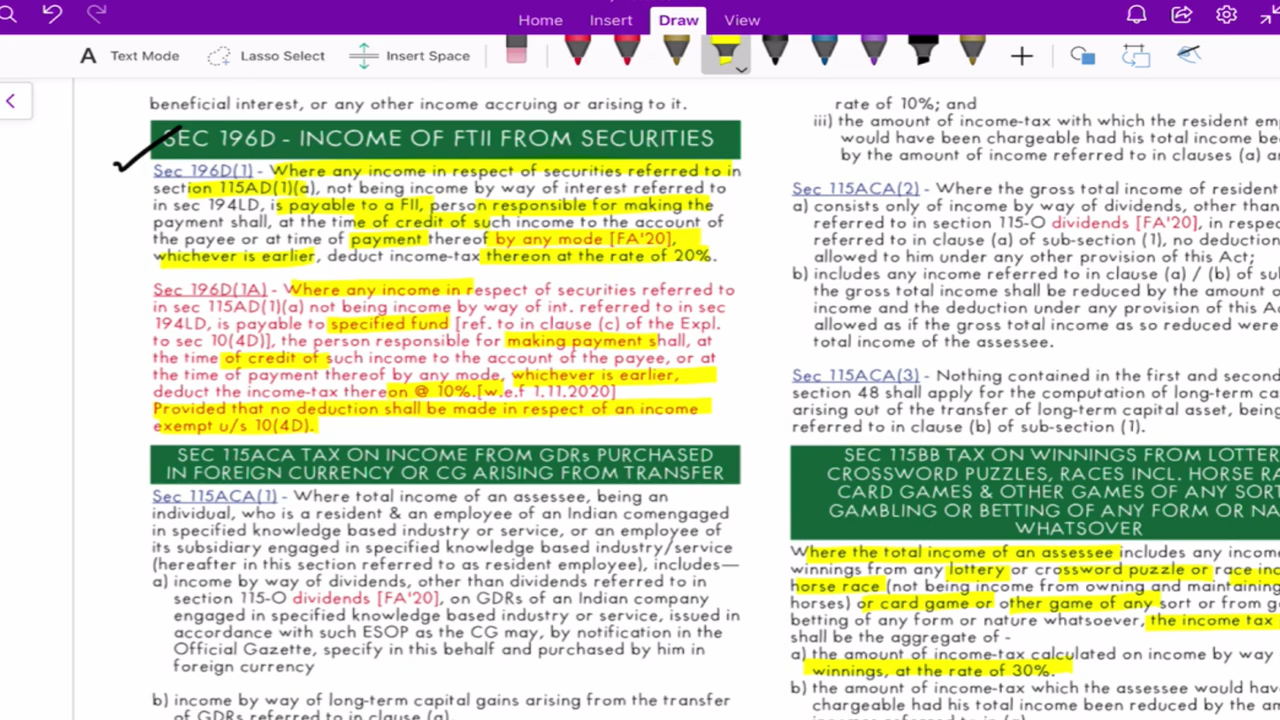 Home Insert Draw View
A Text Mode Lasso Select Insert Space
beneficial interest, or any other income accruing or arising to it.
SEC 196D - INCOME OF FTII FROM SECURITIES
Sec 196D(1) - Where any income in respect of securities referred to in
section 115AD(1)(a), not being income by way of interest referred to
in sec 194LD, is payable to a FII, person responsible for making the
payment shall, at the time of credit of such income to the account of
the payee or at time of payment thereof by any mode [FA'20],
whichever is earlier, deduct income-tax thereon at the rate of 20%.
Sec 196D(1A) - Where any income in respect of securities referred to
in sec 115AD(1)(a) not being income by way of int. referred to in sec
194LD, is payable to specified fund [ref. to in clause (c) of the Expl.
to sec 10(4D)], the person responsible for making payment shall, at
the time of credit of such income to the account of the payee, or at
the time of payment thereof by any mode, whichever is earlier,
deduct the income-tax thereon @ 10%.[w.e.f 1.11.2020]
Provided that no deduction shall be made in respect of an income
exempt u/s 10(4D).
SEC 115ACA TAX ON INCOME FROM GDRs PURCHASED
IN FOREIGN CURRENCY OR CG ARISING FROM TRANSFER
Sec 115ACA(1) - Where total income of an assessee, being an
individual, who is a resident & an employee of an Indian comengaged
in specified knowledge based industry or service, or an employee of
its subsidiary engaged in specified knowledge based industry/service
(hereafter in this section referred to as resident employee), includes—
a) income by way of dividends, other than dividends referred to in
section 115-O dividends [FA'20], on GDRs of an Indian company
engaged in specified knowledge based industry or service, issued in
accordance with such ESOP as the CG may, by notification in the
Official Gazette, specify in this behalf and purchased by him in
foreign currency
b) income by way of long-term capital gains arising from the transfer
of GDRs referred to in clause (a).
rate of 10%; and
iii) the amount of income-tax with which the resident em
would have been chargeable had his total income be
by the amount of income referred to in clauses (a) a
Sec 115ACA(2) - Where the gross total income of resident
a) consists only of income by way of dividends, other than
referred to in section 115-O dividends [FA'20], in respec
referred to in clause (a) of sub-section (1), no deduction
allowed to him under any other provision of this Act;
b) includes any income referred to in clause (a) / (b) of sub
the gross total income shall be reduced by the amount o
income and the deduction under any provision of this Ac
allowed as if the gross total income as so reduced were
total income of the assessee.
Sec 115ACA(3) - Nothing contained in the first and second
section 48 shall apply for the computation of long-term ca
arising out of the transfer of long-term capital asset, being
referred to in clause (b) of sub-section (1).
SEC 115BB TAX ON WINNINGS FROM LOTTER
CROSSWORD PUZZLES, RACES INCL. HORSE RA
CARD GAMES & OTHER GAMES OF ANY SORT
GAMBLING OR BETTING OF ANY FORM OR NA
WHATSOVER
Where the total income of an assessee includes any incom
winnings from any lottery or crossword puzzle or race inc
horse race (not being income from owning and maintaining
horses) or card game or other game of any sort or from g
betting of any form or nature whatsoever, the income tax
shall be the aggregate of -
a) the amount of income-tax calculated on income by way
winnings, at the rate of 30%.
b) the amount of income-tax which the assessee would have
chargeable had his total income been reduced by the amou